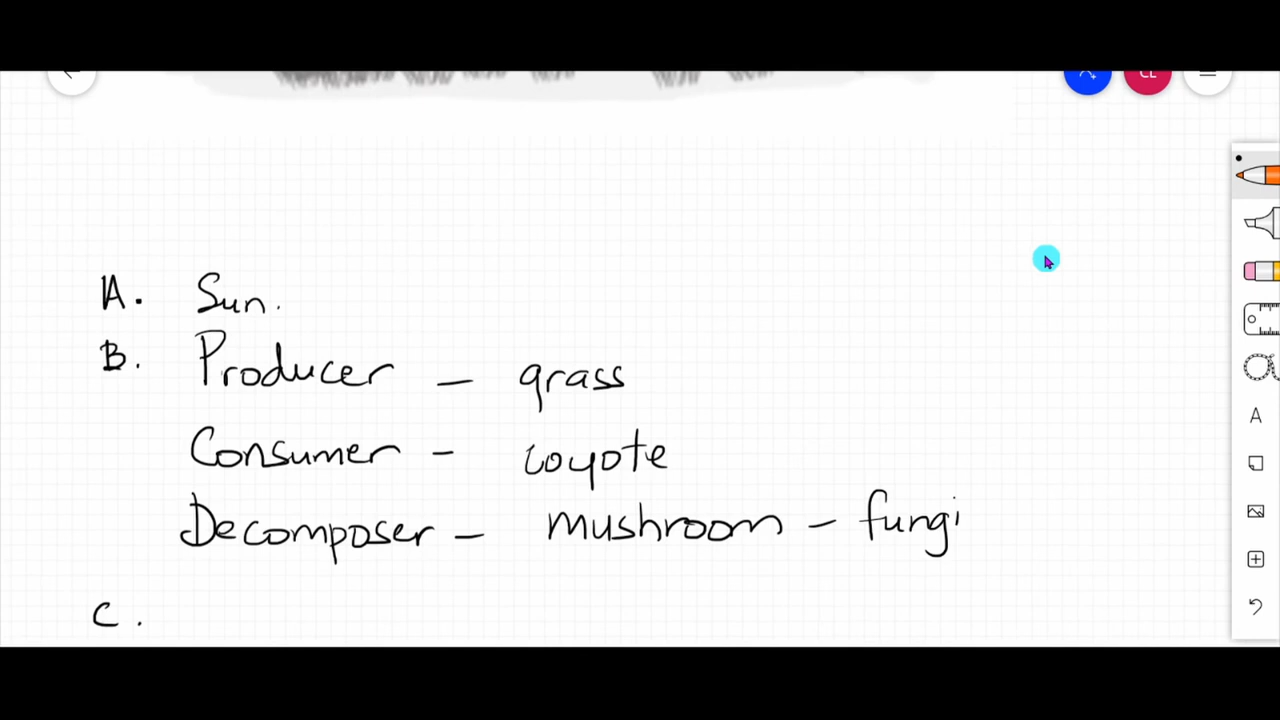 A. Sun.
B. Producer – grass
Consumer – coyote
Decomposer – mushroom – fungi
C.
A